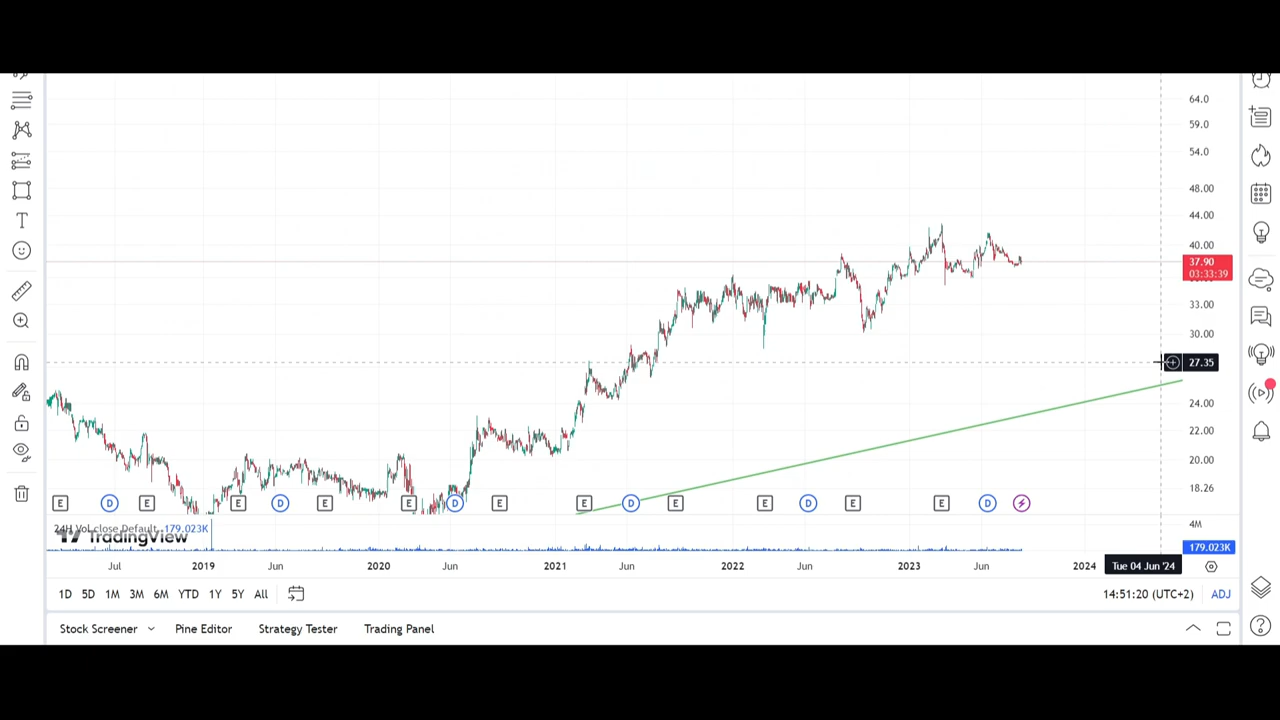 64.0
59.0
54.0
48.00
44.00
40.00
37.90
03:33:39
33.00
30.00
27.35
24.00
22.00
20.00
18.26
E D E E D E E D E E D E E D E E D
24H Vol close Default 179.023K
TradingView
4M
179.023K
Jul 2019 Jun 2020 Jun 2021 Jun 2022 Jun 2023 Jun 2024 Tue 04 Jun '24
1D 5D 1M 3M 6M YTD 1Y 5Y All
14:51:20 (UTC+2) ADJ
Stock Screener Pine Editor Strategy Tester Trading Panel